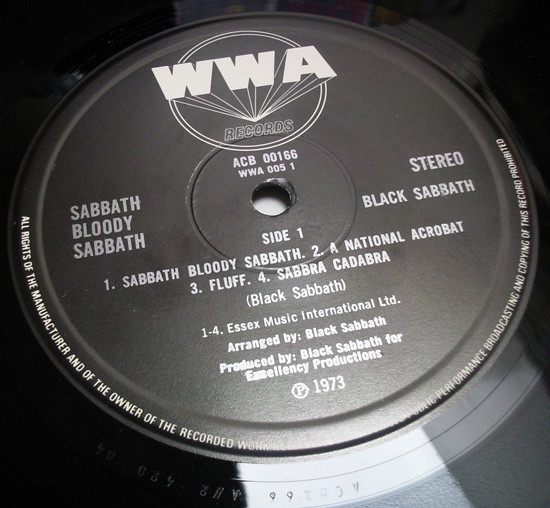 WWA
RECORDS
ACB 00166
WWA 005 1
STEREO
SABBATH
BLOODY
SABBATH
BLACK SABBATH
SIDE 1
1. SABBATH BLOODY SABBATH. 2. A NATIONAL ACROBAT
3. FLUFF. 4. SABBRA CADABRA
(Black Sabbath)
1-4. Essex Music International Ltd.
Arranged by: Black Sabbath
Produced by: Black Sabbath for
Excellency Productions
Ⓟ 1973
ALL RIGHTS OF THE MANUFACTURER AND OF THE OWNER OF THE RECORDED WORK
PUBLIC PERFORMANCE BROADCASTING AND COPYING OF THIS RECORD PROHIBITED